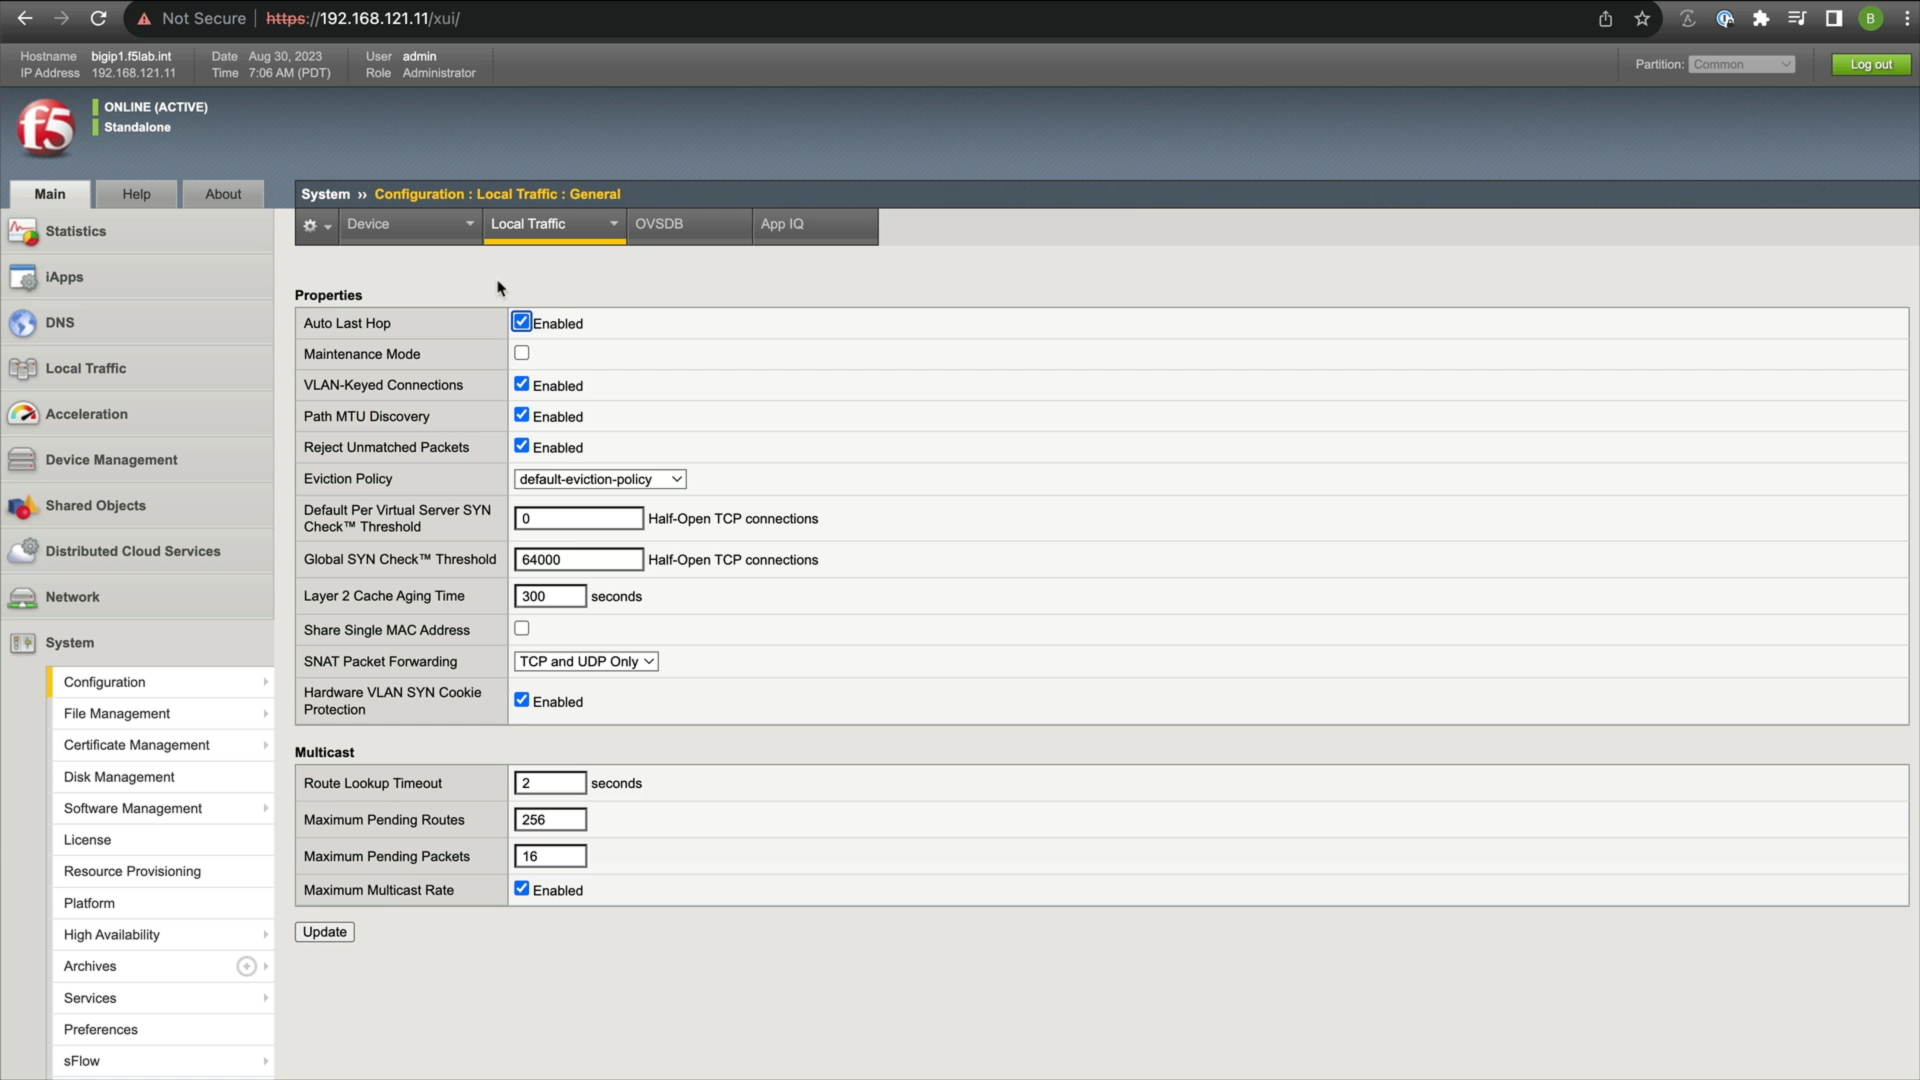 Not Secure
https://192.168.121.11/xui/
B
Hostname bigip1.f5lab.int
IP Address 192.168.121.11
Date Aug 30, 2023
Time 7:06 AM (PDT)
User admin
Role Administrator
Partition: Common
Log out
f5
ONLINE (ACTIVE)
Standalone
Main Help About
System ›› Configuration : Local Traffic : General
Device Local Traffic OVSDB App IQ
Statistics
iApps
DNS
Local Traffic
Acceleration
Device Management
Shared Objects
Distributed Cloud Services
Network
System
Configuration
File Management
Certificate Management
Disk Management
Software Management
License
Resource Provisioning
Platform
High Availability
Archives
Services
Preferences
sFlow
Properties
Auto Last Hop Enabled
Maintenance Mode
VLAN-Keyed Connections Enabled
Path MTU Discovery Enabled
Reject Unmatched Packets Enabled
Eviction Policy default-eviction-policy
Default Per Virtual Server SYN
Check™ Threshold
0 Half-Open TCP connections
Global SYN Check™ Threshold 64000 Half-Open TCP connections
Layer 2 Cache Aging Time 300 seconds
Share Single MAC Address
SNAT Packet Forwarding TCP and UDP Only
Hardware VLAN SYN Cookie
Protection
Enabled
Multicast
Route Lookup Timeout 2 seconds
Maximum Pending Routes 256
Maximum Pending Packets 16
Maximum Multicast Rate Enabled
Update